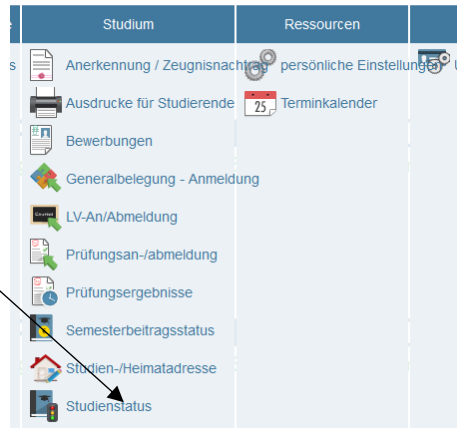 Studium
Ressourcen
Anerkennung / Zeugnisnachtrag
persönliche Einstellungen
Ausdrucke für Studierende
25
Terminkalender
Bewerbungen
Generalbelegung - Anmeldung
LV-An/Abmeldung
Prüfungsan-/abmeldung
Prüfungsergebnisse
Semesterbeitragsstatus
Studien-/Heimatadresse
Studienstatus